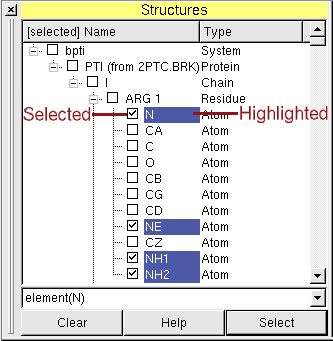 Structures
[selected] Name Type
bpti System
PTI (from 2PTC.BRK) Protein
I Chain
ARG 1 Residue
Selected N Atom Highlighted
CA Atom
C Atom
O Atom
CB Atom
CG Atom
CD Atom
NE Atom
CZ Atom
NH1 Atom
NH2 Atom
element(N)
Clear Help Select